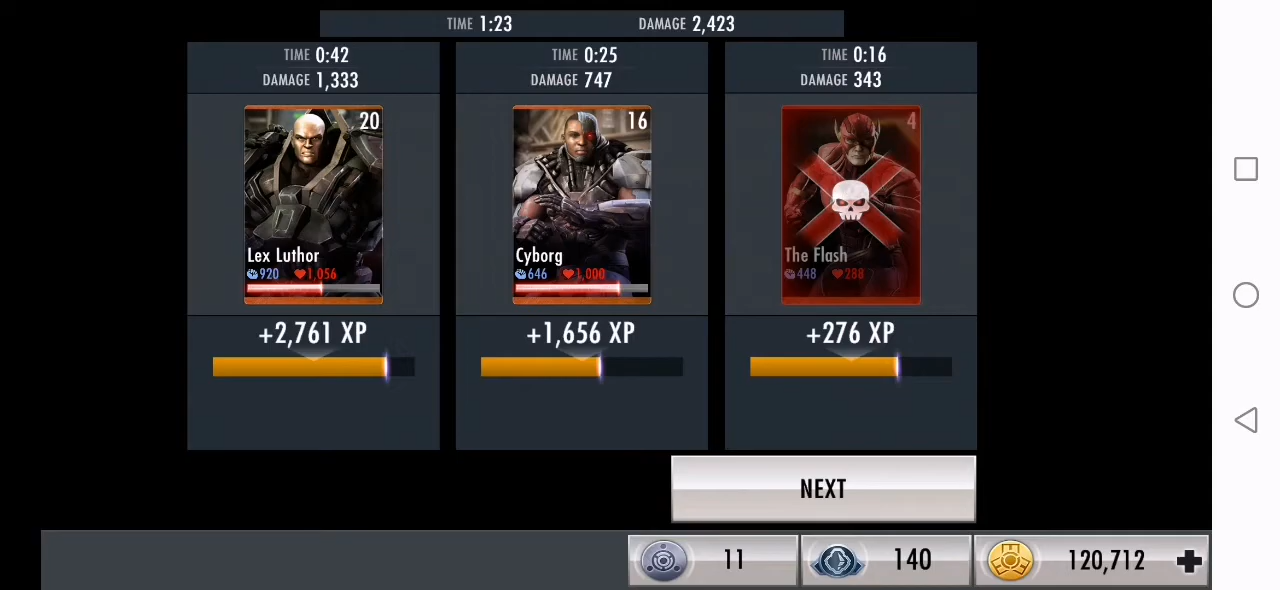 TIME 1:23 DAMAGE 2,423
TIME 0:42
DAMAGE 1,333
20
Lex Luthor
920 1,056
+2,761 XP
TIME 0:25
DAMAGE 747
16
Cyborg
646 1,000
+1,656 XP
TIME 0:16
DAMAGE 343
4
The Flash
448 288
+276 XP
NEXT
11 140 120,712